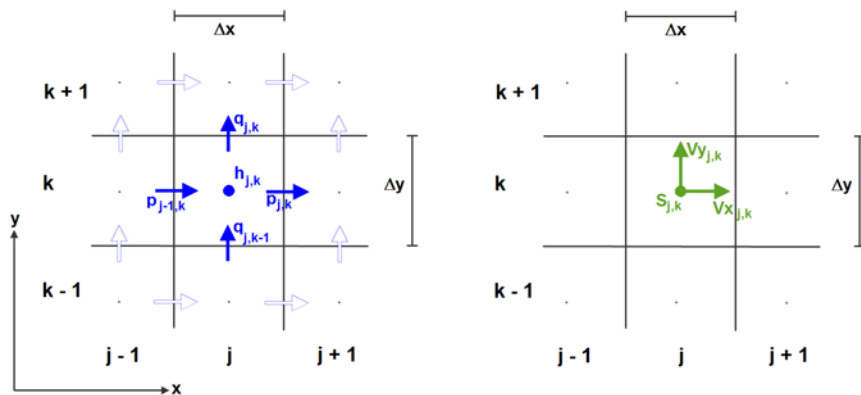 Δx
k + 1
q j,k
k
h j,k
p j-1,k
p j,k
Δy
q j,k-1
k - 1
y
j - 1
j
j + 1
x
Δx
k + 1
Vy j,k
k
S j,k
Vx j,k
Δy
k - 1
j - 1
j
j + 1